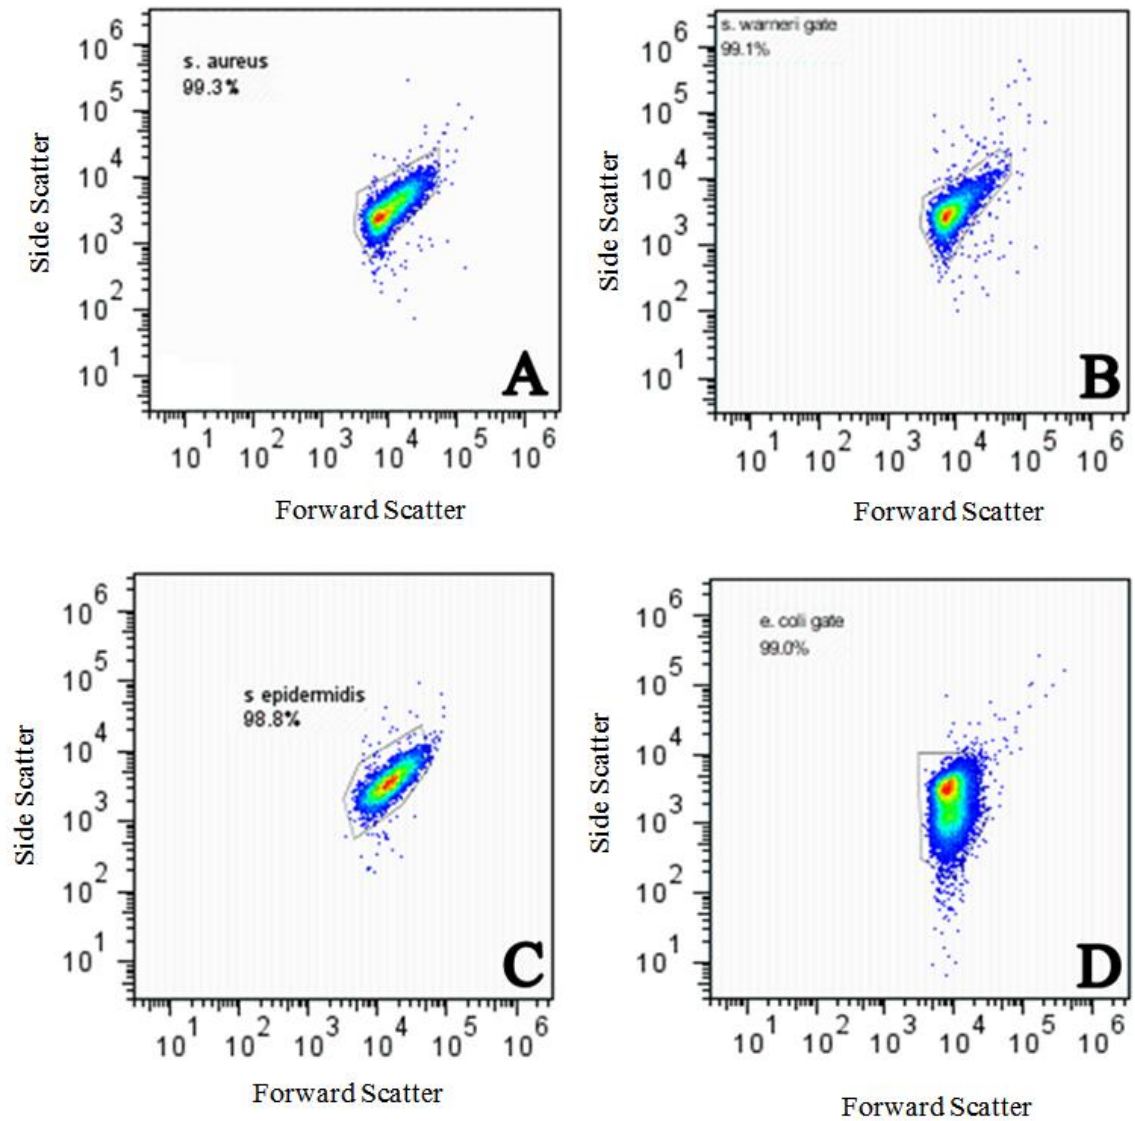 s. aureus
99.3%
10^6
10^5
10^4
10^3
10^2
10^1
Side Scatter
10^1 10^2 10^3 10^4 10^5 10^6
Forward Scatter
A
s. warneri gate
99.1%
10^6
10^5
10^4
10^3
10^2
10^1
Side Scatter
10^1 10^2 10^3 10^4 10^5 10^6
Forward Scatter
B
s epidermidis
98.8%
10^6
10^5
10^4
10^3
10^2
10^1
Side Scatter
10^1 10^2 10^3 10^4 10^5 10^6
Forward Scatter
C
e. coli gate
99.0%
10^6
10^5
10^4
10^3
10^2
10^1
Side Scatter
10^1 10^2 10^3 10^4 10^5 10^6
Forward Scatter
D